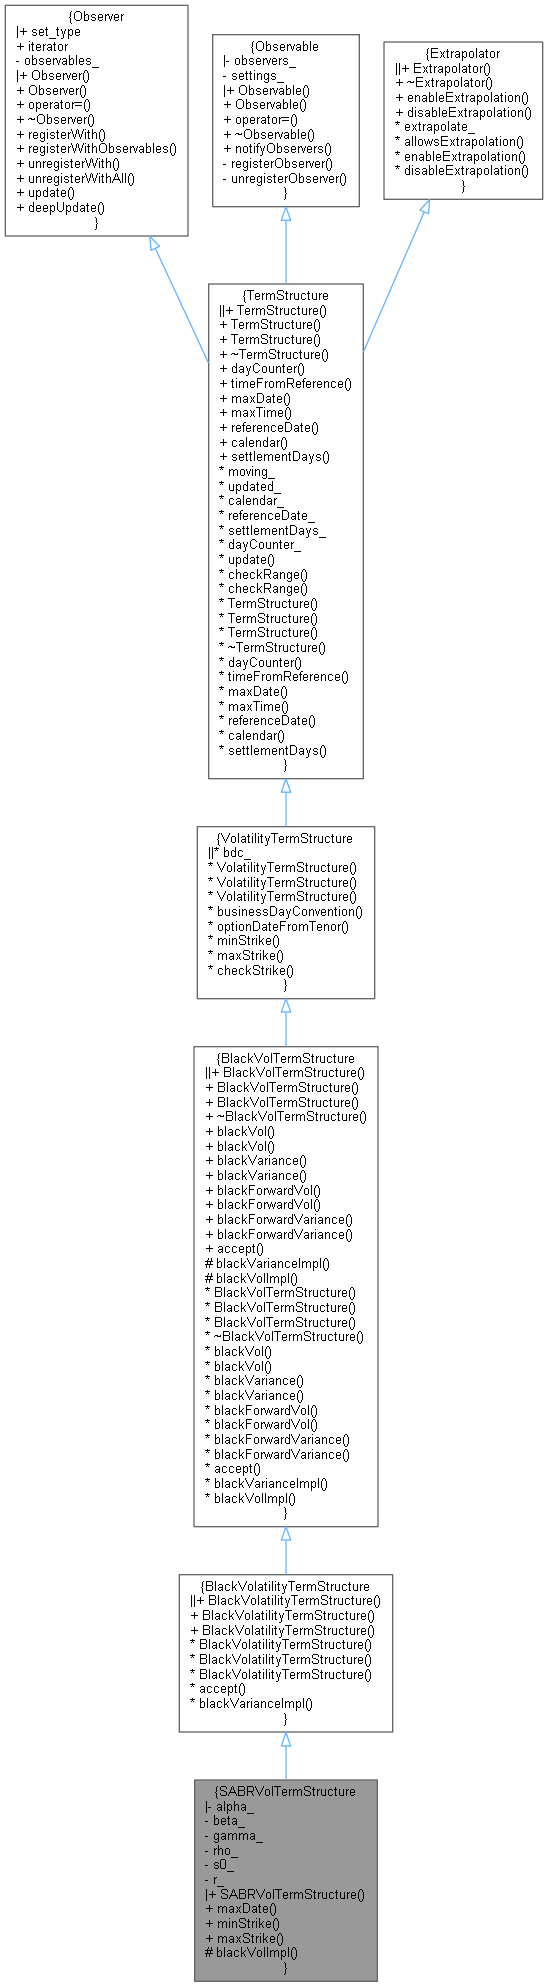 {Observer
|+ set_type
+ iterator
- observables_
|+ Observer()
+ Observer()
+ operator=()
+ ~Observer()
+ registerWith()
+ registerWithObservables()
+ unregisterWith()
+ unregisterWithAll()
+ update()
+ deepUpdate()
}
{Observable
|- observers_
- settings_
|+ Observable()
+ Observable()
+ operator=()
+ ~Observable()
+ notifyObservers()
- registerObserver()
- unregisterObserver()
}
{Extrapolator
||+ Extrapolator()
+ ~Extrapolator()
+ enableExtrapolation()
+ disableExtrapolation()
* extrapolate_
* allowsExtrapolation()
* enableExtrapolation()
* disableExtrapolation()
}
{TermStructure
||+ TermStructure()
+ TermStructure()
+ TermStructure()
+ ~TermStructure()
+ dayCounter()
+ timeFromReference()
+ maxDate()
+ maxTime()
+ referenceDate()
+ calendar()
+ settlementDays()
* moving_
* updated_
* calendar_
* referenceDate_
* settlementDays_
* dayCounter_
* update()
* checkRange()
* checkRange()
* TermStructure()
* TermStructure()
* TermStructure()
* ~TermStructure()
* dayCounter()
* timeFromReference()
* maxDate()
* maxTime()
* referenceDate()
* calendar()
* settlementDays()
}
{VolatilityTermStructure
||* bdc_
* VolatilityTermStructure()
* VolatilityTermStructure()
* VolatilityTermStructure()
* businessDayConvention()
* optionDateFromTenor()
* minStrike()
* maxStrike()
* checkStrike()
}
{BlackVolTermStructure
||+ BlackVolTermStructure()
+ BlackVolTermStructure()
+ BlackVolTermStructure()
+ ~BlackVolTermStructure()
+ blackVol()
+ blackVol()
+ blackVariance()
+ blackVariance()
+ blackForwardVol()
+ blackForwardVol()
+ blackForwardVariance()
+ blackForwardVariance()
+ accept()
# blackVarianceImpl()
# blackVolImpl()
* BlackVolTermStructure()
* BlackVolTermStructure()
* BlackVolTermStructure()
* ~BlackVolTermStructure()
* blackVol()
* blackVol()
* blackVariance()
* blackVariance()
* blackForwardVol()
* blackForwardVol()
* blackForwardVariance()
* blackForwardVariance()
* accept()
* blackVarianceImpl()
* blackVolImpl()
}
{BlackVolatilityTermStructure
||+ BlackVolatilityTermStructure()
+ BlackVolatilityTermStructure()
+ BlackVolatilityTermStructure()
* BlackVolatilityTermStructure()
* BlackVolatilityTermStructure()
* BlackVolatilityTermStructure()
* accept()
* blackVarianceImpl()
}
{SABRVolTermStructure
|- alpha_
- beta_
- gamma_
- rho_
- s0_
- r_
|+ SABRVolTermStructure()
+ maxDate()
+ minStrike()
+ maxStrike()
# blackVolImpl()
}